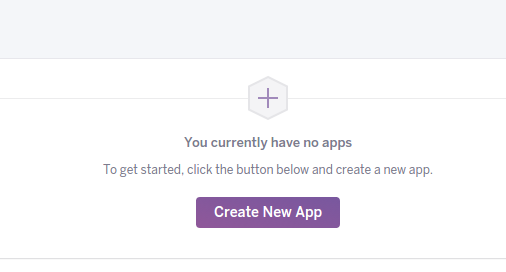 You currently have no apps
To get started, click the button below and create a new app.
Create New App